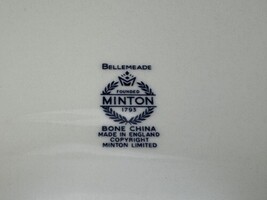 BELLEMEADE
FOUNDED
MINTON
1793
BONE CHINA
MADE IN ENGLAND
COPYRIGHT
MINTON LIMITED